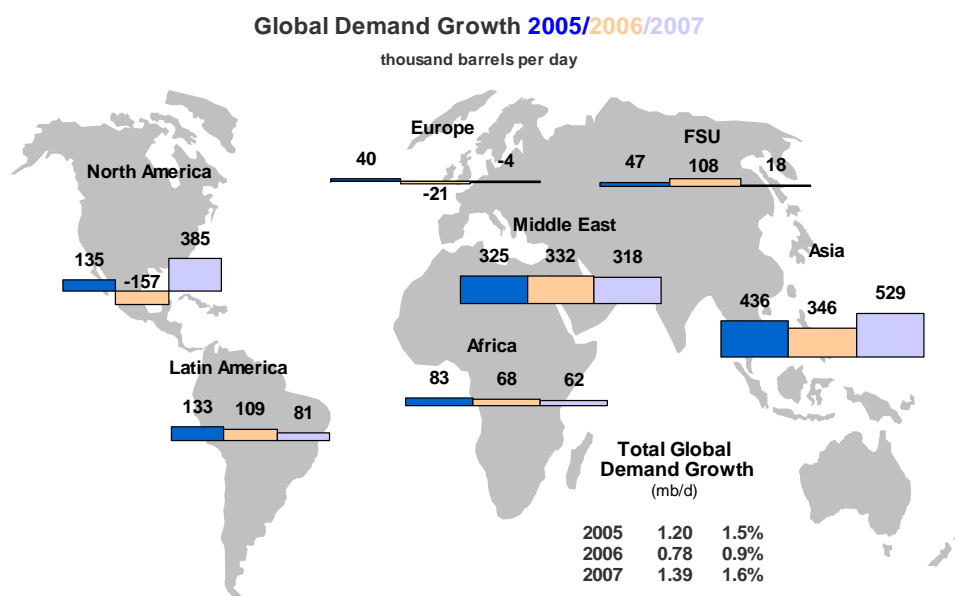 Global Demand Growth 2005/2006/2007
thousand barrels per day
Europe
40
-21
-4
FSU
47
108
18
North America
135
-157
385
Middle East
325
332
318
Asia
436
346
529
Africa
83
68
62
Latin America
133
109
81
Total Global
Demand Growth
(mb/d)
2005 1.20 1.5%
2006 0.78 0.9%
2007 1.39 1.6%